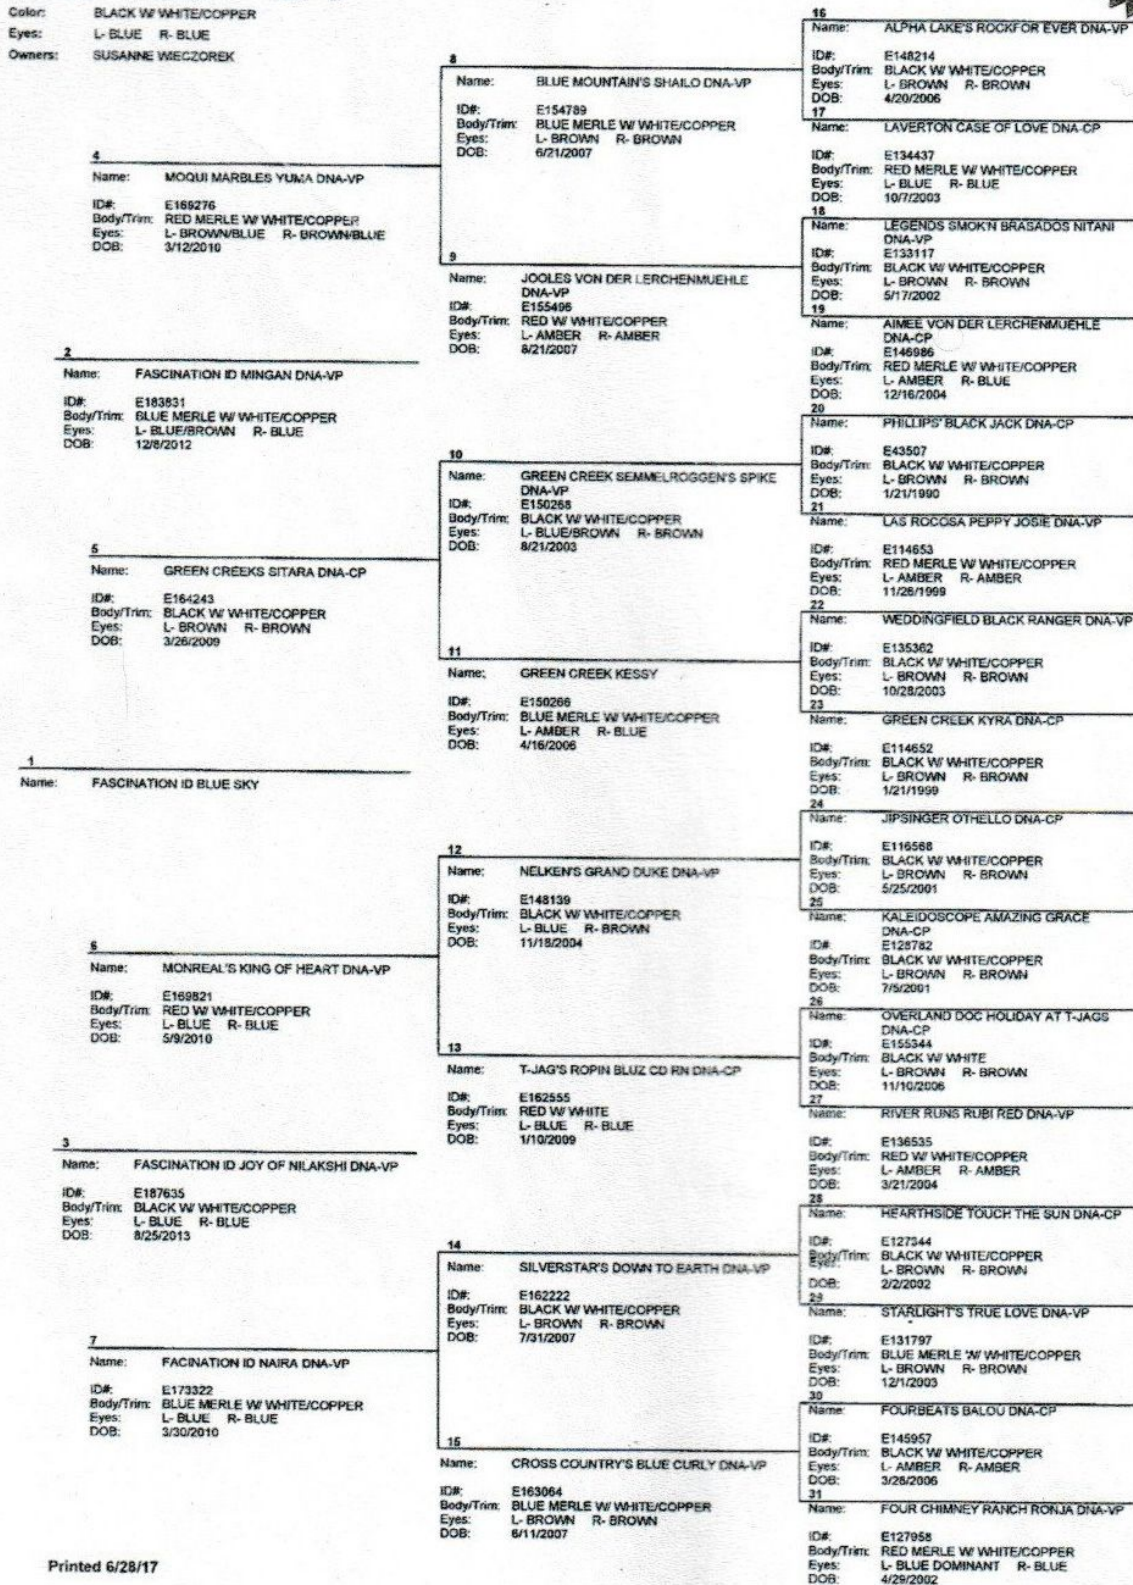 Color: BLACK W/ WHITE/COPPER
Eyes: L- BLUE R- BLUE
Owners: SUSANNE WIECZOREK
1
Name: FASCINATION ID BLUE SKY
2
Name: FASCINATION ID MINGAN DNA-VP
ID#: E183831
Body/Trim: BLUE MERLE W/ WHITE/COPPER
Eyes: L- BLUE/BROWN R- BLUE
DOB: 12/8/2012
3
Name: FASCINATION ID JOY OF NILAKSHI DNA-VP
ID#: E187635
Body/Trim: BLACK W/ WHITE/COPPER
Eyes: L- BLUE R- BLUE
DOB: 8/25/2013
4
Name: MOQUI MARBLES YUMA DNA-VP
ID#: E169276
Body/Trim: RED MERLE W/ WHITE/COPPER
Eyes: L- BROWN/BLUE R- BROWN/BLUE
DOB: 3/12/2010
5
Name: GREEN CREEKS SITARA DNA-CP
ID#: E164243
Body/Trim: BLACK W/ WHITE/COPPER
Eyes: L- BROWN R- BROWN
DOB: 3/26/2009
6
Name: MONREAL'S KING OF HEART DNA-VP
ID#: E169821
Body/Trim: RED W/ WHITE/COPPER
Eyes: L- BLUE R- BLUE
DOB: 5/9/2010
7
Name: FACINATION ID NAIRA DNA-VP
ID#: E173322
Body/Trim: BLUE MERLE W/ WHITE/COPPER
Eyes: L- BLUE R- BLUE
DOB: 3/30/2010
8
Name: BLUE MOUNTAIN'S SHAILO DNA-VP
ID#: E154789
Body/Trim: BLUE MERLE W/ WHITE/COPPER
Eyes: L- BROWN R- BROWN
DOB: 6/21/2007
9
Name: JOOLES VON DER LERCHENMUEHLE
DNA-VP
ID#: E155496
Body/Trim: RED W/ WHITE/COPPER
Eyes: L- AMBER R- AMBER
DOB: 8/21/2007
10
Name: GREEN CREEK SEMMELROGGEN'S SPIKE
DNA-VP
ID#: E150268
Body/Trim: BLACK W/ WHITE/COPPER
Eyes: L- BLUE/BROWN R- BROWN
DOB: 8/21/2003
11
Name: GREEN CREEK KESSY
ID#: E150266
Body/Trim: BLUE MERLE W/ WHITE/COPPER
Eyes: L- AMBER R- BLUE
DOB: 4/16/2006
12
Name: NELKEN'S GRAND DUKE DNA-VP
ID#: E148139
Body/Trim: BLACK W/ WHITE/COPPER
Eyes: L- BLUE R- BROWN
DOB: 11/18/2004
13
Name: T-JAG'S ROPIN BLUZ CD RN DNA-CP
ID#: E162555
Body/Trim: RED W/ WHITE
Eyes: L- BLUE R- BLUE
DOB: 1/10/2009
14
Name: SILVERSTAR'S DOWN TO EARTH DNA-VP
ID#: E162222
Body/Trim: BLACK W/ WHITE/COPPER
Eyes: L- BROWN R- BROWN
DOB: 7/31/2007
15
Name: CROSS COUNTRY'S BLUE CURLY DNA-VP
ID#: E163064
Body/Trim: BLUE MERLE W/ WHITE/COPPER
Eyes: L- BROWN R- BROWN
DOB: 6/11/2007
16
Name: ALPHA LAKE'S ROCKFOR EVER DNA-VP
ID#: E148214
Body/Trim: BLACK W/ WHITE/COPPER
Eyes: L- BROWN R- BROWN
DOB: 4/20/2006
17
Name: LAVERTON CASE OF LOVE DNA-CP
ID#: E134437
Body/Trim: RED MERLE W/ WHITE/COPPER
Eyes: L- BLUE R- BLUE
DOB: 10/7/2003
18
Name: LEGENDS SMOK'N BRASADOS NITANI
DNA-VP
ID#: E133117
Body/Trim: BLACK W/ WHITE/COPPER
Eyes: L- BROWN R- BROWN
DOB: 5/17/2002
19
Name: AIMEE VON DER LERCHENMUEHLE
DNA-CP
ID#: E146986
Body/Trim: RED MERLE W/ WHITE/COPPER
Eyes: L- AMBER R- BLUE
DOB: 12/16/2004
20
Name: PHILLIPS' BLACK JACK DNA-CP
ID#: E43507
Body/Trim: BLACK W/ WHITE/COPPER
Eyes: L- BROWN R- BROWN
DOB: 1/21/1990
21
Name: LAS ROCOSA PEPPY JOSIE DNA-VP
ID#: E114653
Body/Trim: RED MERLE W/ WHITE/COPPER
Eyes: L- AMBER R- AMBER
DOB: 11/26/1999
22
Name: WEDDINGFIELD BLACK RANGER DNA-VP
ID#: E135362
Body/Trim: BLACK W/ WHITE/COPPER
Eyes: L- BROWN R- BROWN
DOB: 10/28/2003
23
Name: GREEN CREEK KYRA DNA-CP
ID#: E114652
Body/Trim: BLACK W/ WHITE/COPPER
Eyes: L- BROWN R- BROWN
DOB: 1/21/1999
24
Name: JIPSINGER OTHELLO DNA-CP
ID#: E116568
Body/Trim: BLACK W/ WHITE/COPPER
Eyes: L- BROWN R- BROWN
DOB: 5/25/2001
25
Name: KALEIDOSCOPE AMAZING GRACE
DNA-CP
ID# E128782
Body/Trim: BLACK W/ WHITE/COPPER
Eyes: L- BROWN R- BROWN
DOB: 7/5/2001
26
Name: OVERLAND DOC HOLIDAY AT T-JAGS
DNA-CP
ID#: E155344
Body/Trim: BLACK W/ WHITE
Eyes: L- BROWN R- BROWN
DOB: 11/10/2006
27
Name: RIVER RUNS RUBI RED DNA-VP
ID#: E136535
Body/Trim: RED W/ WHITE/COPPER
Eyes: L- AMBER R- AMBER
DOB: 3/21/2004
28
Name: HEARTHSIDE TOUCH THE SUN DNA-CP
ID#: E127344
Body/Trim: BLACK W/ WHITE/COPPER
Eyes: L- BROWN R- BROWN
DOB: 2/2/2002
29
Name: STARLIGHT'S TRUE LOVE DNA-VP
ID#: E131797
Body/Trim: BLUE MERLE W/ WHITE/COPPER
Eyes: L- BROWN R- BROWN
DOB: 12/1/2003
30
Name: FOURBEATS BALOU DNA-CP
ID#: E145957
Body/Trim: BLACK W/ WHITE/COPPER
Eyes: L- AMBER R- AMBER
DOB: 3/28/2006
31
Name: FOUR CHIMNEY RANCH RONJA DNA-VP
ID#: E127958
Body/Trim: RED MERLE W/ WHITE/COPPER
Eyes: L- BLUE DOMINANT R- BLUE
DOB: 4/29/2002
Printed 6/28/17